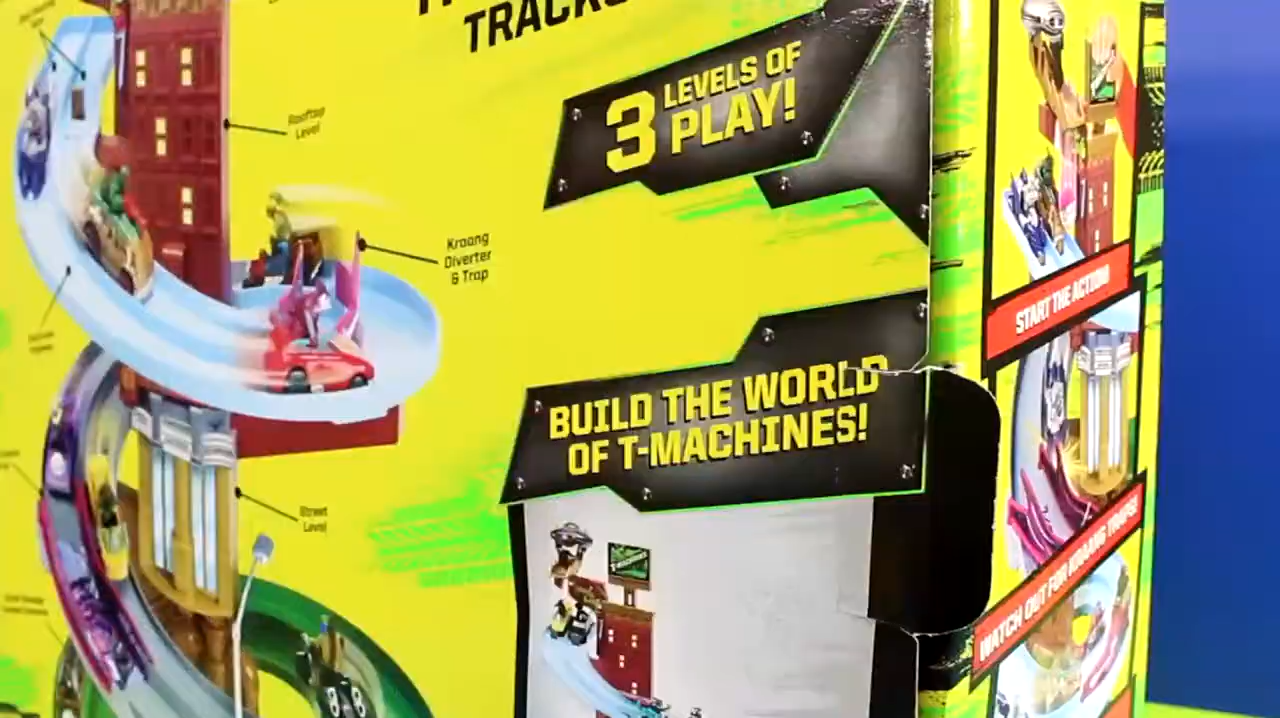 TRACKS
3 LEVELS OF
PLAY!
Rooftop
Level
Kraang
Diverter
& Trap
BUILD THE WORLD
OF T-MACHINES!
Street
Level
START THE ACTION!
WATCH OUT FOR KRAANG TRAPS!